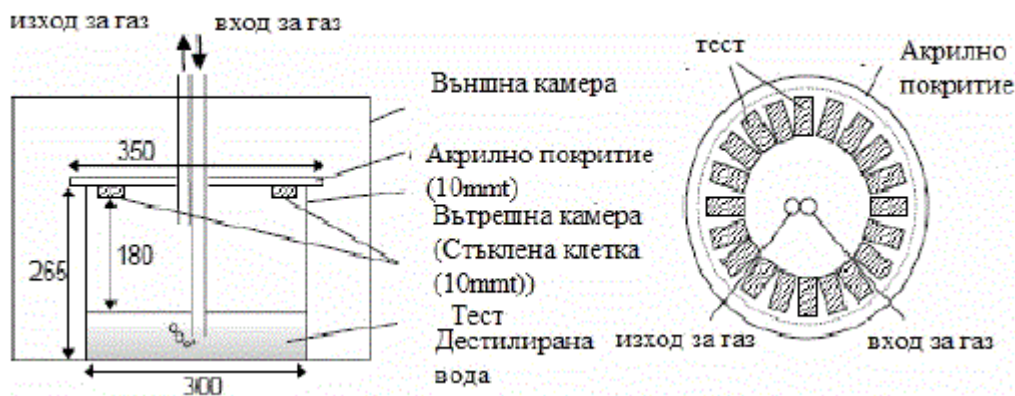 изход за газ
вход за газ
Външна камера
350
Акрилно покритие
(10mmt)
Вътрешна камера
(Стъклена клетка
(10mmt))
180
265
Тест
Дестилирана
вода
300
тест
Акрилно
покритие
изход за газ
вход за газ